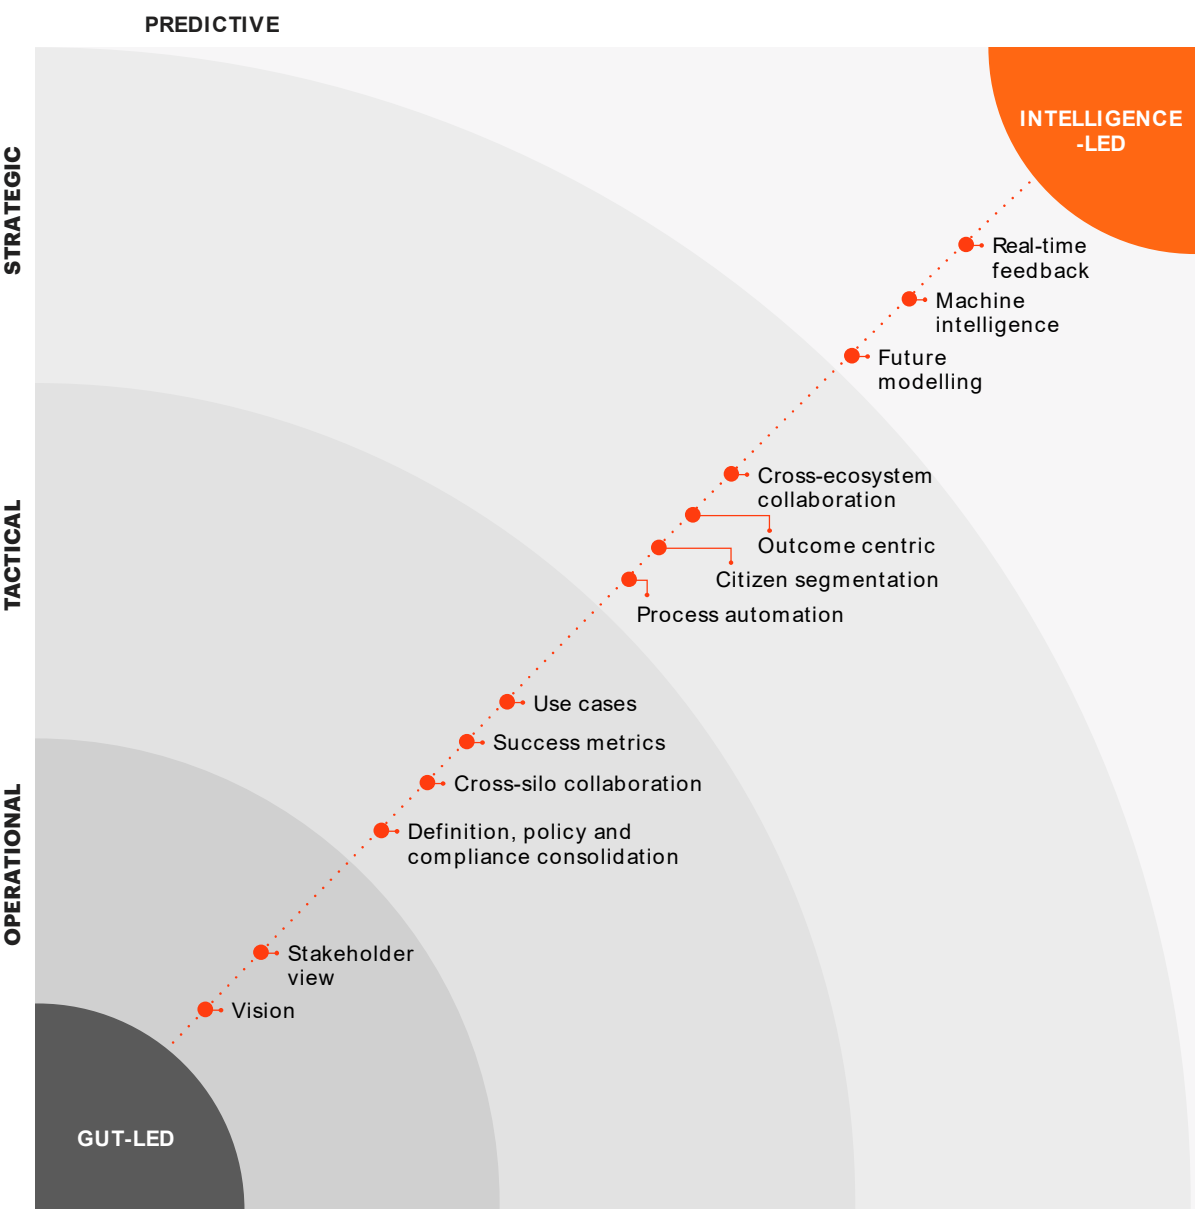 PREDICTIVE
INTELLIGENCE
-LED
STRATEGIC
Real-time
feedback
Machine
intelligence
Future
modelling
TACTICAL
Cross-ecosystem
collaboration
Outcome centric
Citizen segmentation
Process automation
Use cases
Success metrics
Cross-silo collaboration
OPERATIONAL
Definition, policy and
compliance consolidation
Stakeholder
view
Vision
GUT-LED